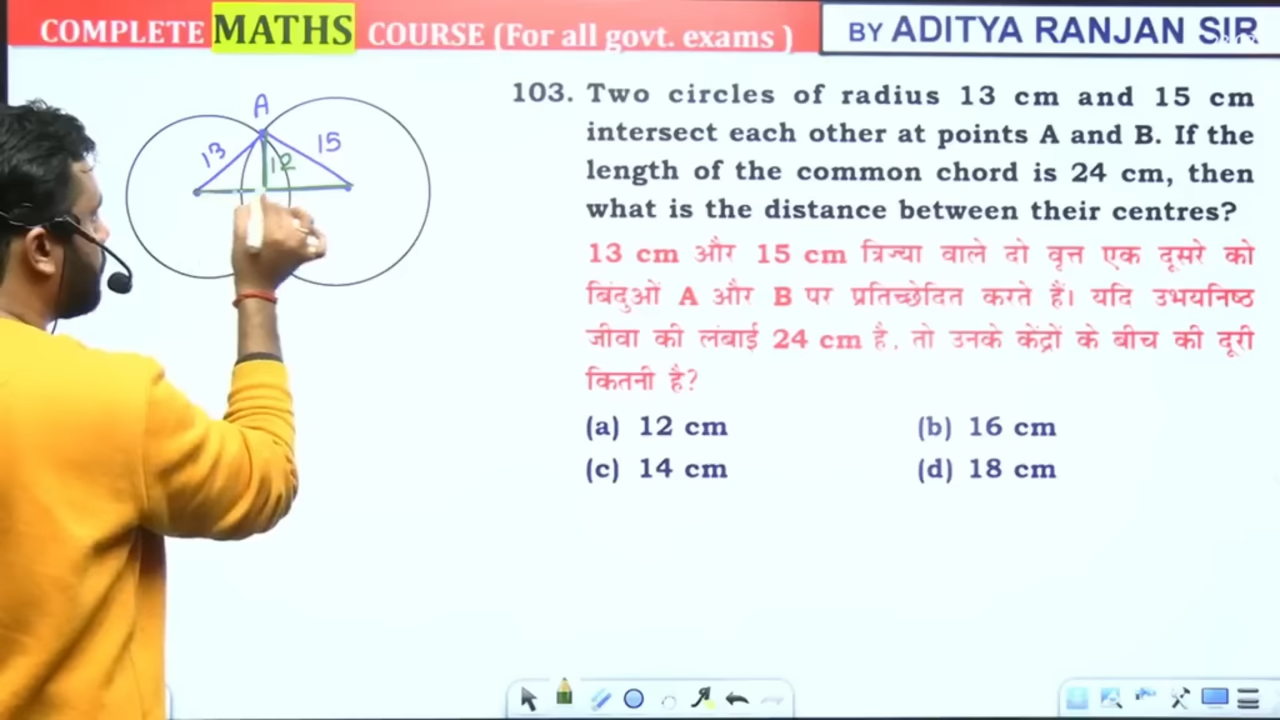 COMPLETE MATHS COURSE (For all govt. exams )
BY ADITYA RANJAN SIR
A
13
15
12
103. Two circles of radius 13 cm and 15 cm
intersect each other at points A and B. If the
length of the common chord is 24 cm, then
what is the distance between their centres?
13 cm और 15 cm त्रिज्या वाले दो वृत्त एक दूसरे को
बिंदुओं A और B पर प्रतिच्छेदित करते हैं। यदि उभयनिष्ठ
जीवा की लंबाई 24 cm है, तो उनके केंद्रों के बीच की दूरी
कितनी है?
(a) 12 cm
(b) 16 cm
(c) 14 cm
(d) 18 cm